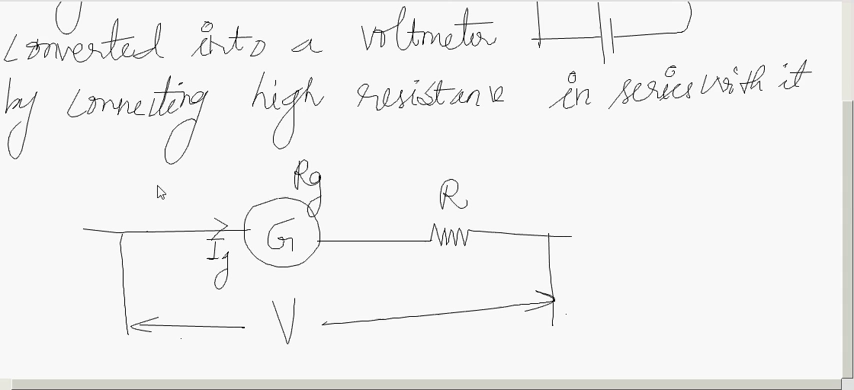 converted into a voltmeter
by connecting high resistance in series with it
Rg
R
G
Ig
V